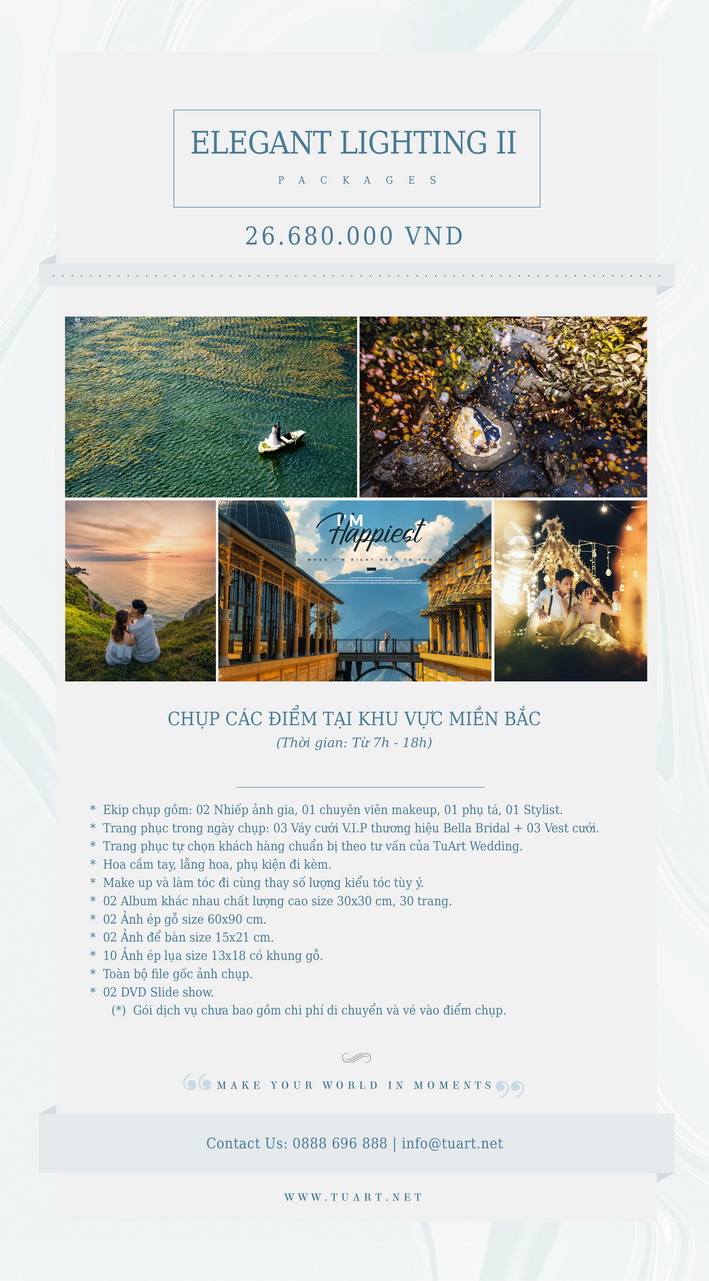 ELEGANT LIGHTING II
PACKAGES
26.680.000 VND
I'M
Happiest
WHEN I'M RIGHT NEXT TO YOU
CHỤP CÁC ĐIỂM TẠI KHU VỰC MIỀN BẮC
(Thời gian: Từ 7h - 18h)
* Ekip chụp gồm: 02 Nhiếp ảnh gia, 01 chuyên viên makeup, 01 phụ tá, 01 Stylist.
* Trang phục trong ngày chụp: 03 Váy cưới V.I.P thương hiệu Bella Bridal + 03 Vest cưới.
* Trang phục tự chọn khách hàng chuẩn bị theo tư vấn của TuArt Wedding.
* Hoa cầm tay, lẵng hoa, phụ kiện đi kèm.
* Make up và làm tóc đi cùng thay số lượng kiểu tóc tùy ý.
* 02 Album khác nhau chất lượng cao size 30x30 cm, 30 trang.
* 02 Ảnh ép gỗ size 60x90 cm.
* 02 Ảnh để bàn size 15x21 cm.
* 10 Ảnh ép lụa size 13x18 có khung gỗ.
* Toàn bộ file gốc ảnh chụp.
* 02 DVD Slide show.
(*) Gói dịch vụ chưa bao gồm chi phí di chuyển và vé vào điểm chụp.
“MAKE YOUR WORLD IN MOMENTS”
Contact Us: 0888 696 888 | info@tuart.net
WWW.TUART.NET